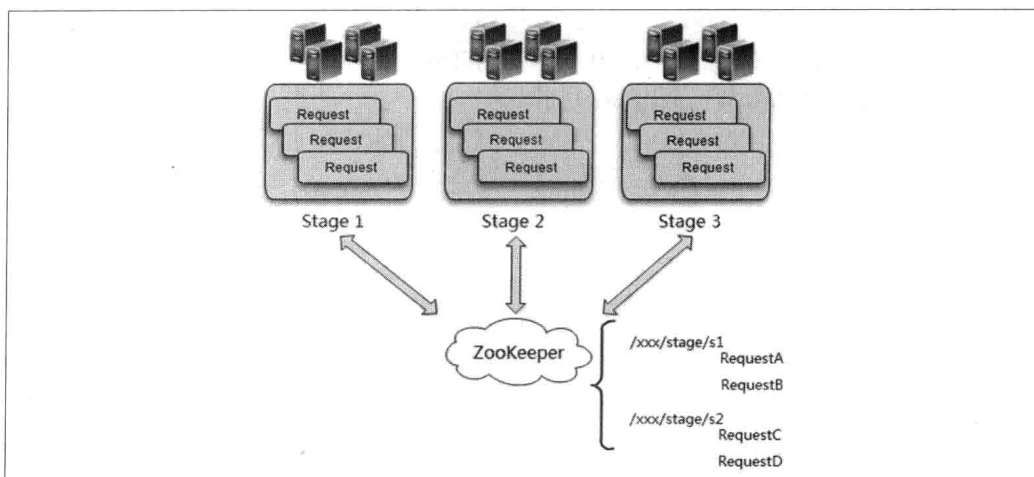 Request
Request
Request
Request
Request
Request
Request
Request
Request
Stage 1
Stage 2
Stage 3
ZooKeeper
/xxx/stage/s1
RequestA
RequestB
/xxx/stage/s2
RequestC
RequestD